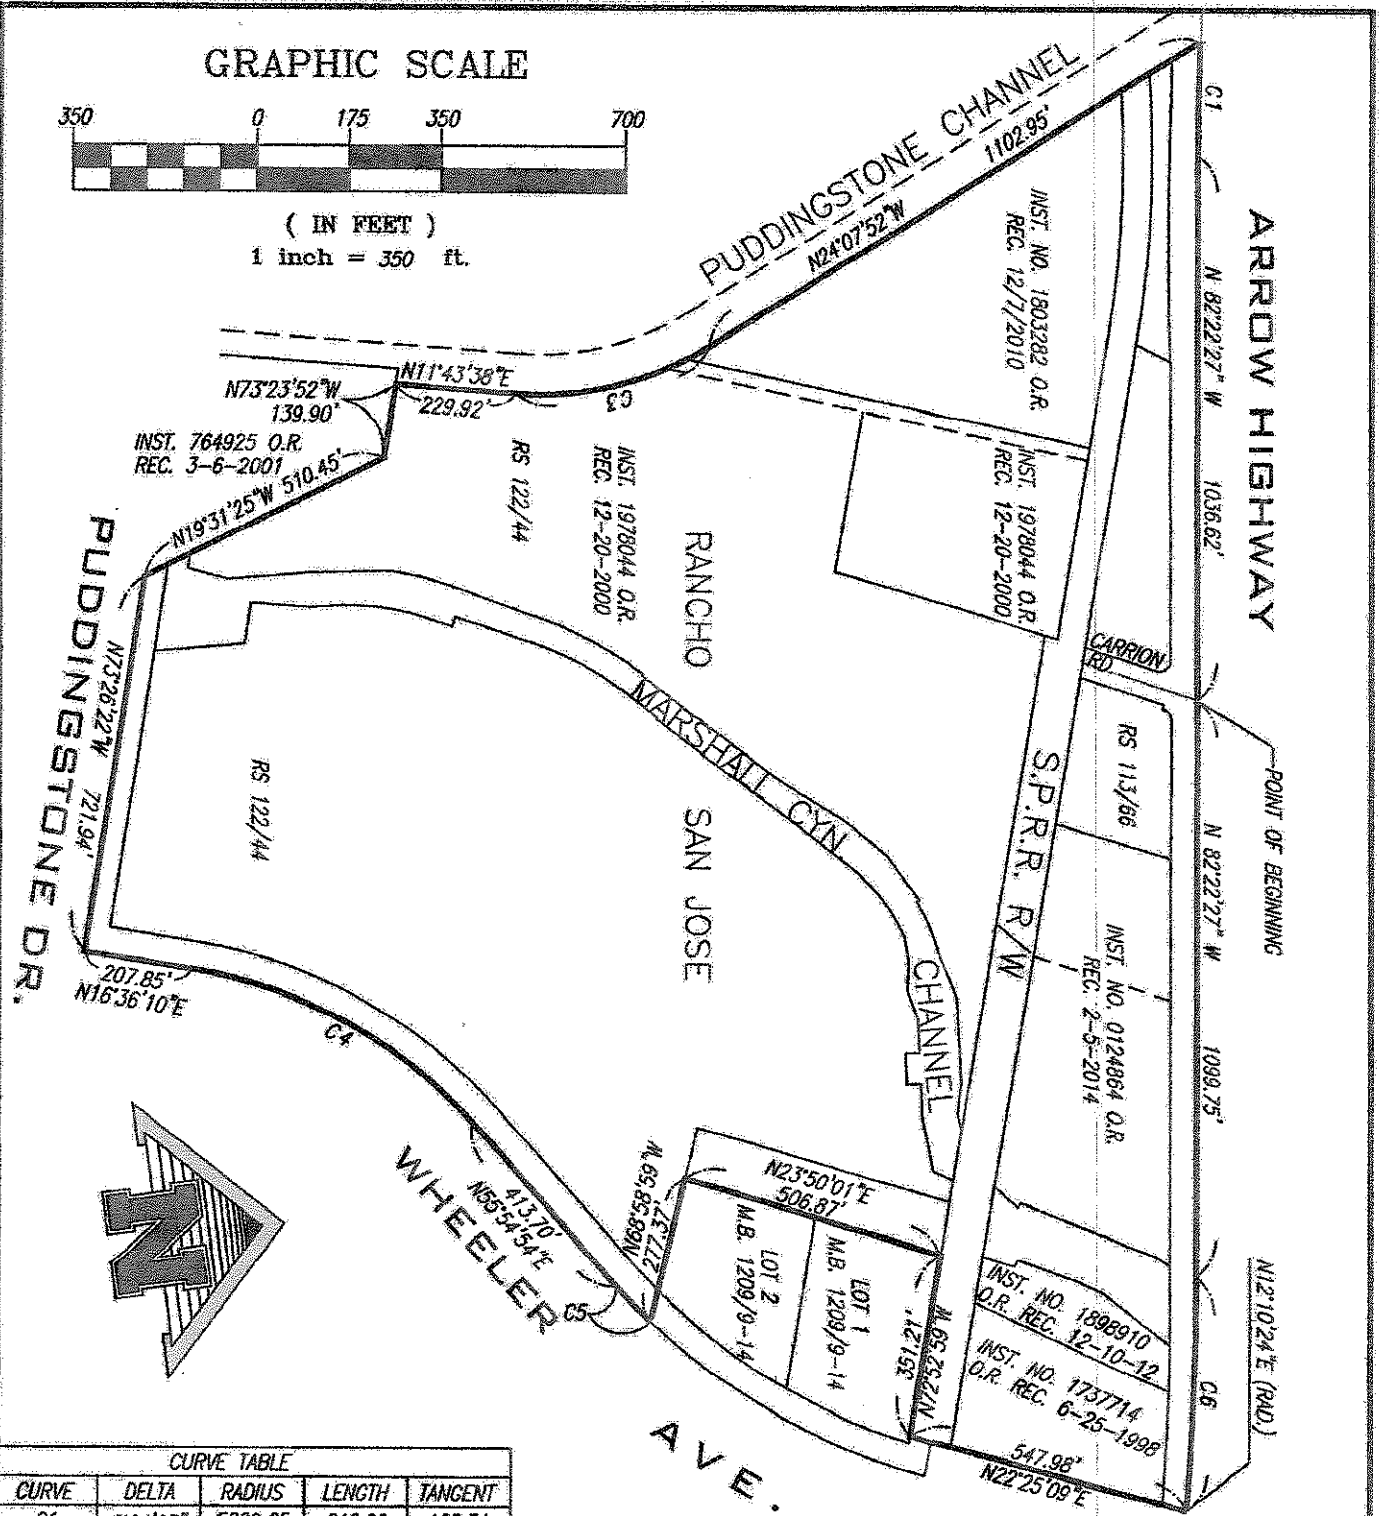 GRAPHIC SCALE
350 0 175 350 700
( IN FEET )
1 inch = 350 ft.
PUDDINGSTONE CHANNEL
1102.95'
N24°07'52"W
INST. NO. 1803282 O.R.
REC. 12/7/2010
C1
ARROW HIGHWAY
N 82°22'27" W
1036.62'
N11°43'38"E
229.92'
C3
N73°23'52"W
139.90'
INST. 764925 O.R.
REC. 3-6-2001
N19°31'25"W 510.45'
RS 122/44
INST. 1978044 O.R.
REC. 12-20-2000
INST. 1978044 O.R.
REC. 12-20-2000
RANCHO SAN JOSE
CARRION
RD
POINT OF BEGINNING
RS 113/66
N 82°22'27" W
1099.75'
S.P.R.R. R/W
MARSHALL CYN.
CHANNEL
INST. NO. 0124864 O.R.
REC. 2-5-2014
PUDDINGSTONE DR.
N73°26'22"W 721.94'
RS 122/44
207.85'
N16°36'10"E
C4
WHEELER AVE.
413.70'
N55°54'54"E
C5
N68°58'59"W
277.37'
N23°50'01"E
506.87'
LOT 2
M.B. 1209/9-14
LOT 1
M.B. 1209/9-14
N72°52'59"W
351.21'
INST. NO. 1898910
O.R. REC. 12-10-12
INST. NO. 1737714
O.R. REC. 6-25-1998
547.98'
N22°25'09"E
C6
N12°10'24"E (RAD.)
N
CURVE TABLE
CURVE DELTA RADIUS LENGTH TANGENT